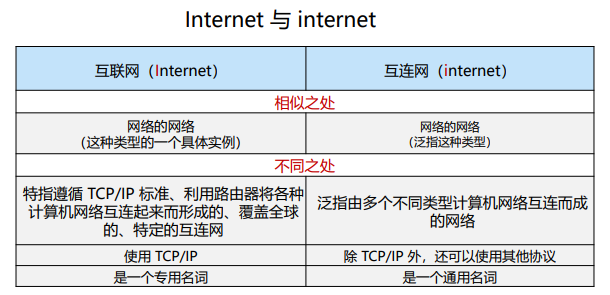 Internet 与 internet
互联网（Internet）
互连网（internet）
相似之处
网络的网络
（这种类型的一个具体实例）
网络的网络
（泛指这种类型）
不同之处
特指遵循 TCP/IP 标准、利用路由器将各种
计算机网络互连起来而形成的、覆盖全球
的、特定的互连网
泛指由多个不同类型计算机网络互连而成
的网络
使用 TCP/IP
除 TCP/IP 外，还可以使用其他协议
是一个专用名词
是一个通用名词